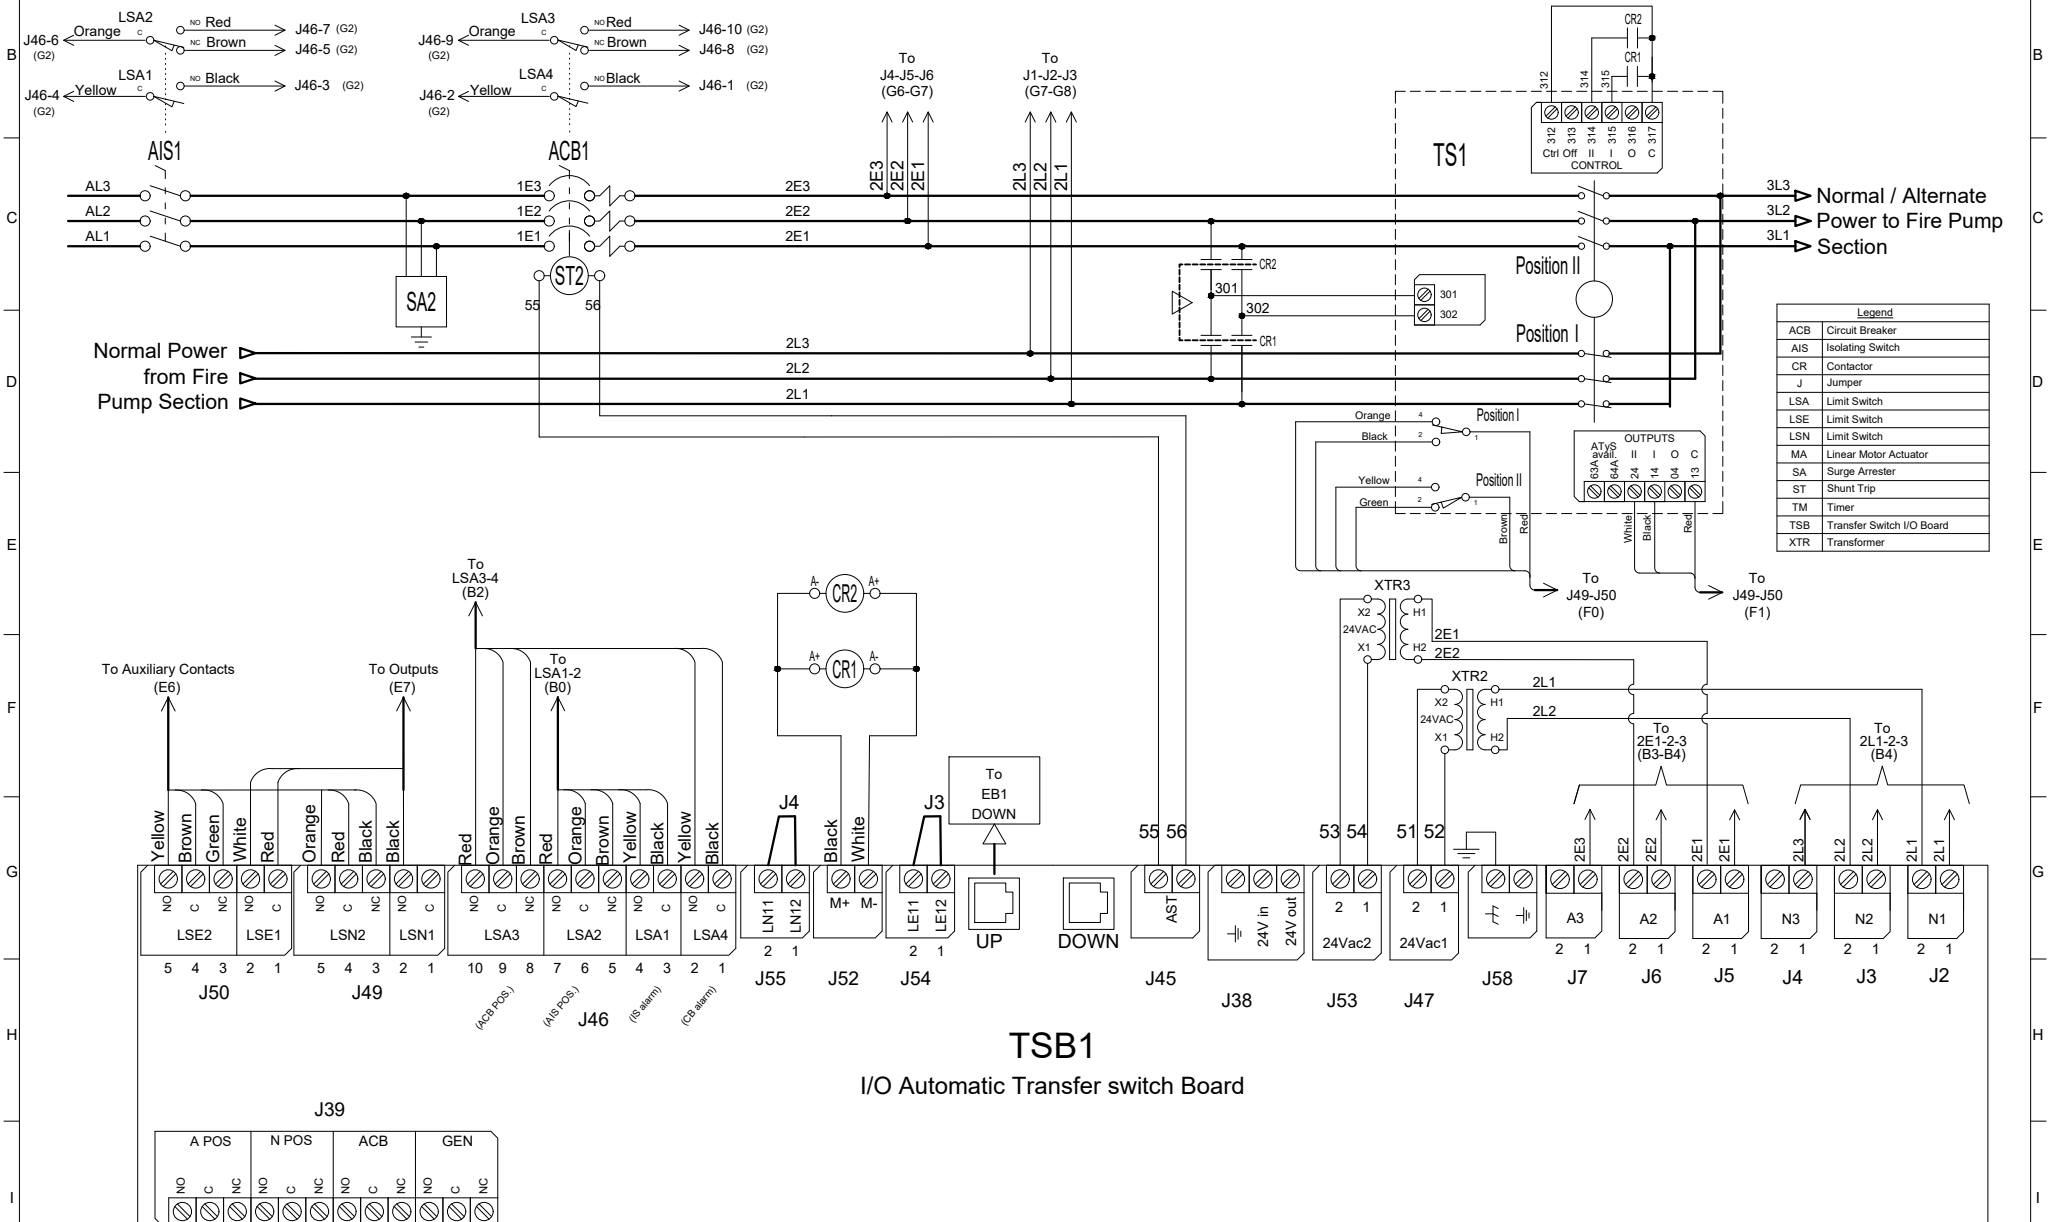 LSA2
Orange
C
NO Red
NC Brown
J46-6
(G2)
J46-7 (G2)
J46-5 (G2)
LSA1
Yellow
C
NO Black
J46-4
(G2)
J46-3 (G2)
LSA3
Orange
C
NO Red
NC Brown
J46-9
(G2)
J46-10 (G2)
J46-8 (G2)
LSA4
Yellow
C
NO Black
J46-2
(G2)
J46-1 (G2)
To
J4-J5-J6
(G6-G7)
To
J1-J2-J3
(G7-G8)
CR2
CR1
312
314
315
312 313 314 315 316 317
Ctrl Off II I O C
CONTROL
TS1
B
B
AIS1
ACB1
2E3
2E2
2E1
2L3
2L2
2L1
AL3
1E3
2E3
3L3
Normal / Alternate
C
AL2
1E2
2E2
3L2
Power to Fire Pump
C
AL1
1E1
2E1
3L1
Section
SA2
ST2
55
56
CR2
301
302
CR1
301
302
Position II
Position I
Normal Power
from Fire
Pump Section
2L3
2L2
2L1
D
D
Legend
ACB Circuit Breaker
AIS Isolating Switch
CR Contactor
J Jumper
LSA Limit Switch
LSE Limit Switch
LSN Limit Switch
MA Linear Motor Actuator
SA Surge Arrester
ST Shunt Trip
TM Timer
TSB Transfer Switch I/O Board
XTR Transformer
Orange
4
Black
2
1
Position I
Yellow
4
Green
2
1
Position II
Brown
Red
OUTPUTS
ATyS
avail.
II I O C
63A 64A 24 14 04 13
White
Black
Red
To
J49-J50
(F0)
To
J49-J50
(F1)
E
E
To
LSA3-4
(B2)
A-
CR2
A+
A+
CR1
A-
XTR3
X2
24VAC
X1
H1
H2
2E1
2E2
XTR2
X2
24VAC
X1
H1
H2
2L1
2L2
To Auxiliary Contacts
(E6)
To Outputs
(E7)
To
LSA1-2
(B0)
F
F
To
2E1-2-3
(B3-B4)
To
2L1-2-3
(B4)
To
EB1
DOWN
Yellow
Brown
Green
White
Red
Orange
Red
Black
Black
Red
Orange
Brown
Red
Orange
Brown
Yellow
Black
Yellow
Black
J4
Black
White
J3
55 56
53 54
51 52
2E3
2E2
2E2
2E1
2E1
2L3
2L2
2L2
2L1
2L1
G
G
NO C NC NO C
NO C NC NO C
NO C NC NO C NC NO C NO C
LSE2
LSE1
LSN2
LSN1
LSA3
LSA2
LSA1
LSA4
LN11
LN12
M+ M-
LE11
LE12
UP
DOWN
AST
24V in
24V out
2 1
24Vac2
2 1
24Vac1
A3
A2
A1
N3
N2
N1
5 4 3 2 1
5 4 3 2 1
10 9 8 7 6 5 4 3 2 1
2 1
2 1
2 1
2 1
2 1
2 1
2 1
2 1
J50
J49
(ACB POS.)
(AIS POS.)
J46
(IS alarm)
(CB alarm)
J55
J52
J54
J45
J38
J53
J47
J58
J7
J6
J5
J4
J3
J2
H
H
TSB1
I/O Automatic Transfer switch Board
J39
A POS
N POS
ACB
GEN
NO C NC NO C NC NO C NC NO C NC
I
I